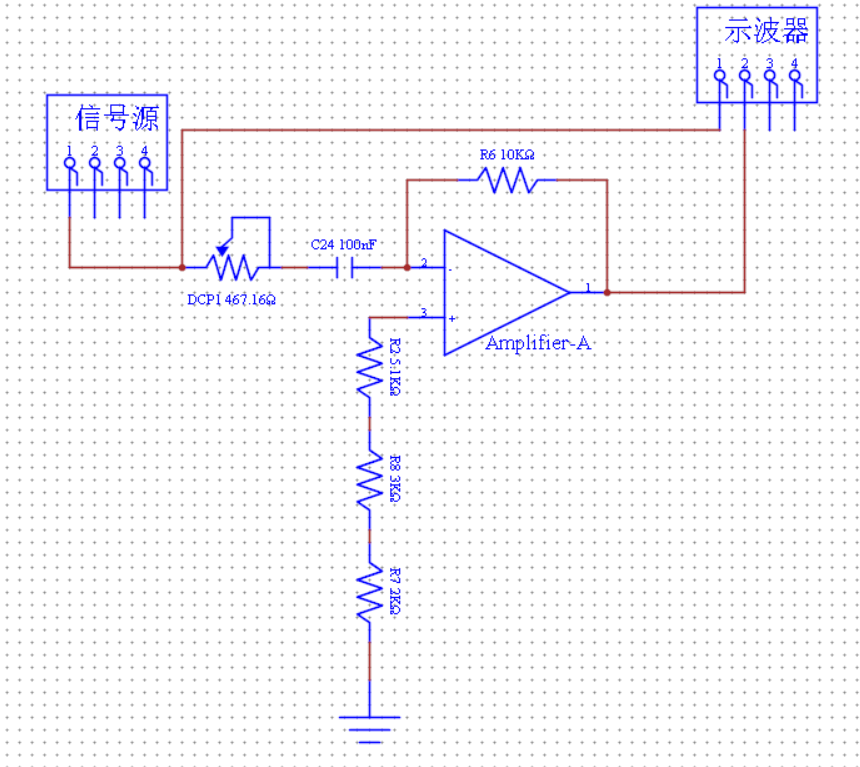 示波器
1 2 3 4
信号源
1 2 3 4
R6 10KΩ
C24 100nF
2
-
DCP1 467.16Ω
1
3
+
Amplifier-A
R2 5.1KΩ
R8 3KΩ
R7 2KΩ